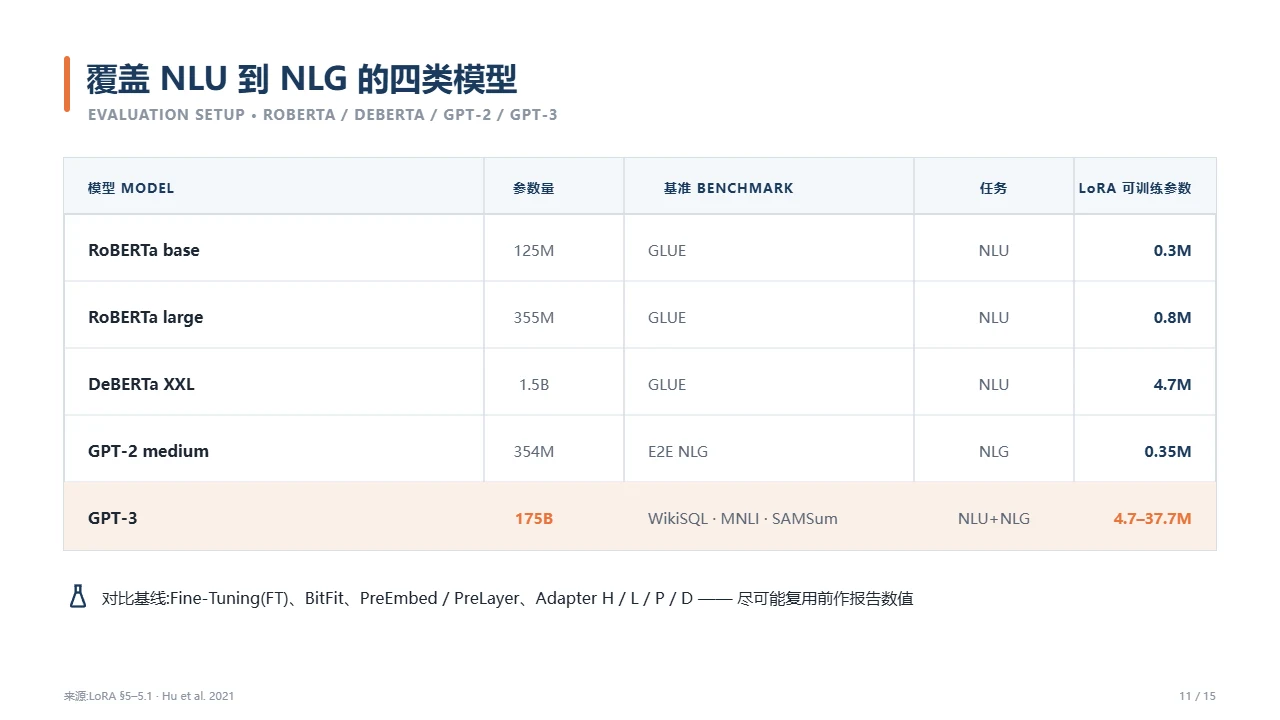 覆盖 NLU 到 NLG 的四类模型
EVALUATION SETUP • ROBERTA / DEBERTA / GPT-2 / GPT-3
模型 MODEL 参数量 基准 BENCHMARK 任务 LoRA 可训练参数
RoBERTa base 125M GLUE NLU 0.3M
RoBERTa large 355M GLUE NLU 0.8M
DeBERTa XXL 1.5B GLUE NLU 4.7M
GPT-2 medium 354M E2E NLG NLG 0.35M
GPT-3 175B WikiSQL · MNLI · SAMSum NLU+NLG 4.7–37.7M
对比基线:Fine-Tuning(FT)、BitFit、PreEmbed / PreLayer、Adapter H / L / P / D —— 尽可能复用前作报告数值
来源:LoRA §5–5.1 · Hu et al. 2021
11 / 15